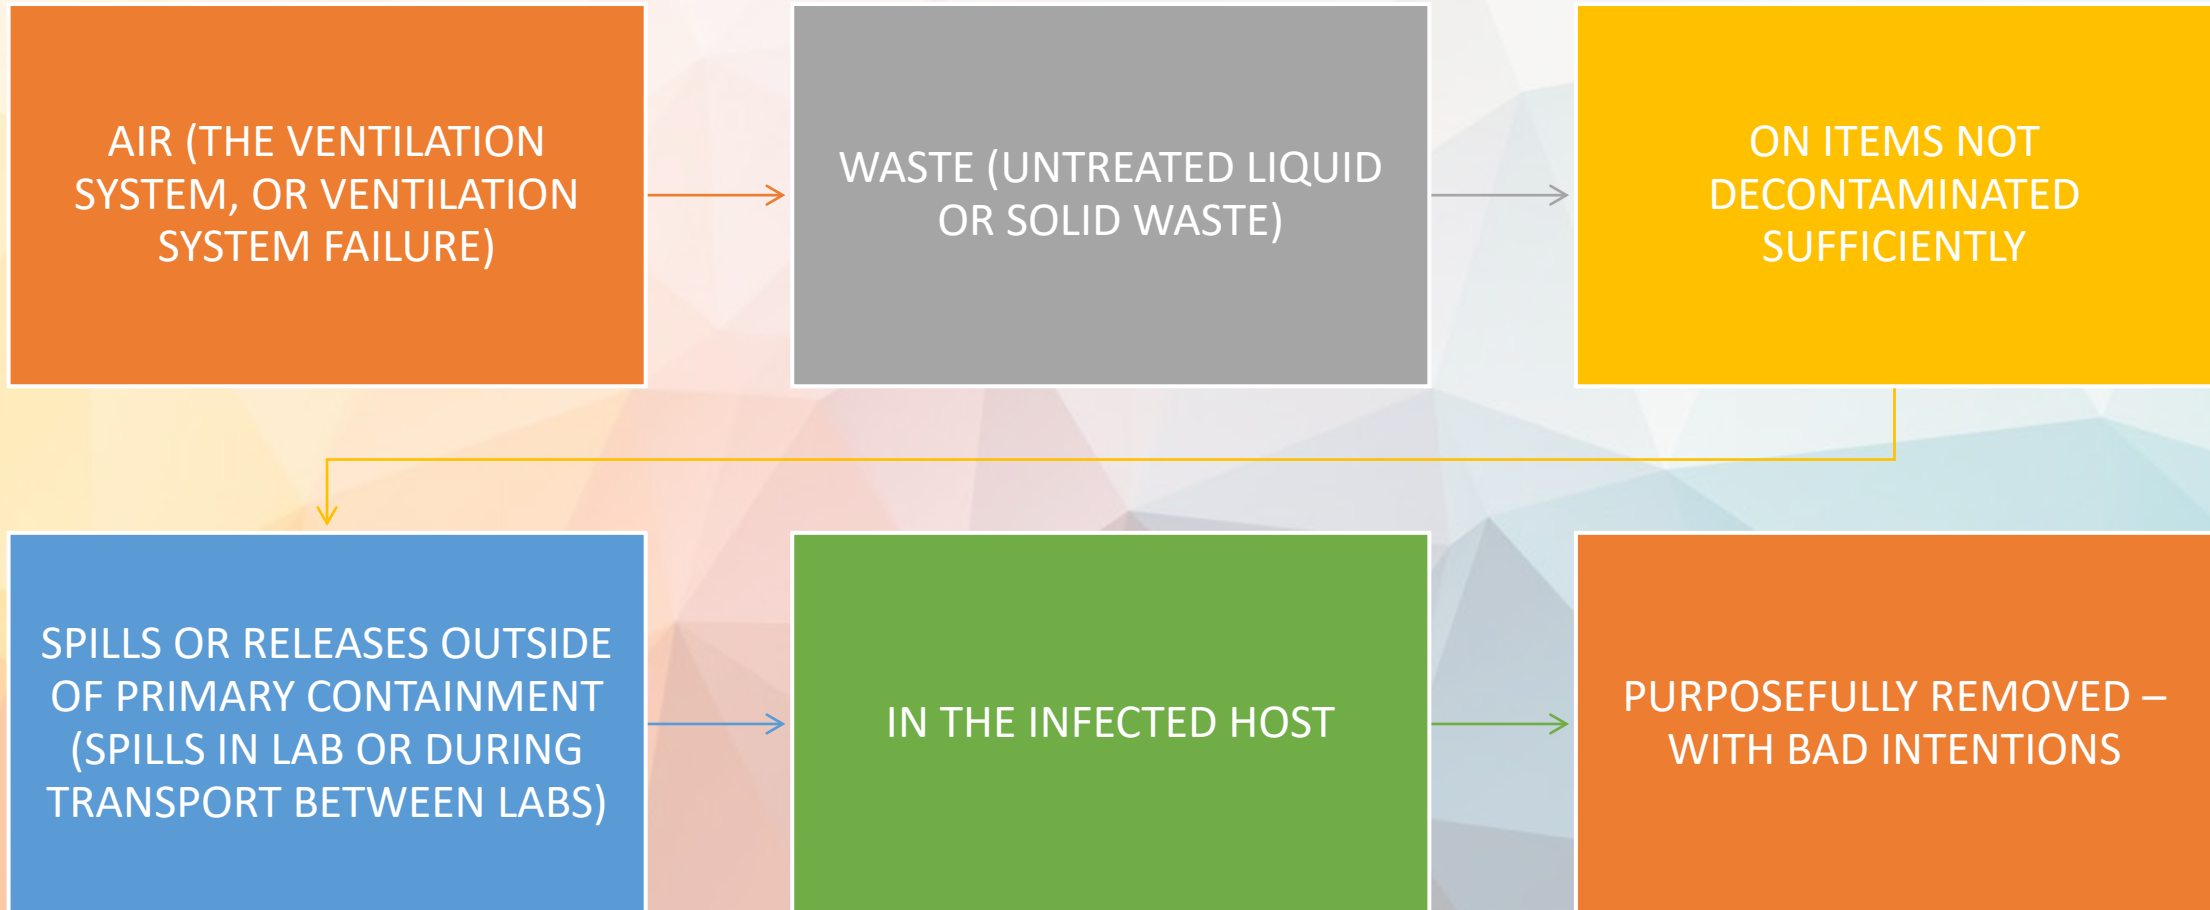 AIR (THE VENTILATION
SYSTEM, OR VENTILATION
SYSTEM FAILURE)
WASTE (UNTREATED LIQUID
OR SOLID WASTE)
ON ITEMS NOT
DECONTAMINATED
SUFFICIENTLY
SPILLS OR RELEASES OUTSIDE
OF PRIMARY CONTAINMENT
(SPILLS IN LAB OR DURING
TRANSPORT BETWEEN LABS)
IN THE INFECTED HOST
PURPOSEFULLY REMOVED –
WITH BAD INTENTIONS